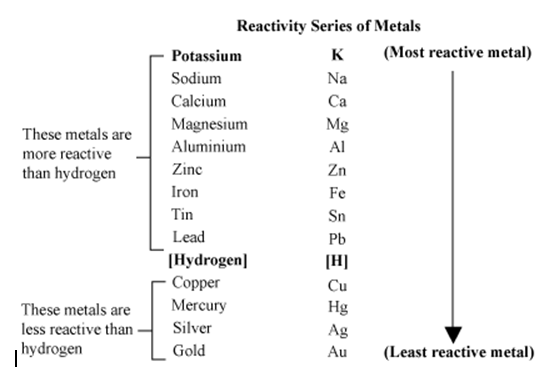 Reactivity Series of Metals
Potassium K (Most reactive metal)
Sodium Na
Calcium Ca
Magnesium Mg
Aluminium Al
Zinc Zn
Iron Fe
Tin Sn
Lead Pb
[Hydrogen] [H]
Copper Cu
Mercury Hg
Silver Ag
Gold Au (Least reactive metal)
These metals are
more reactive
than hydrogen
These metals are
less reactive than
hydrogen